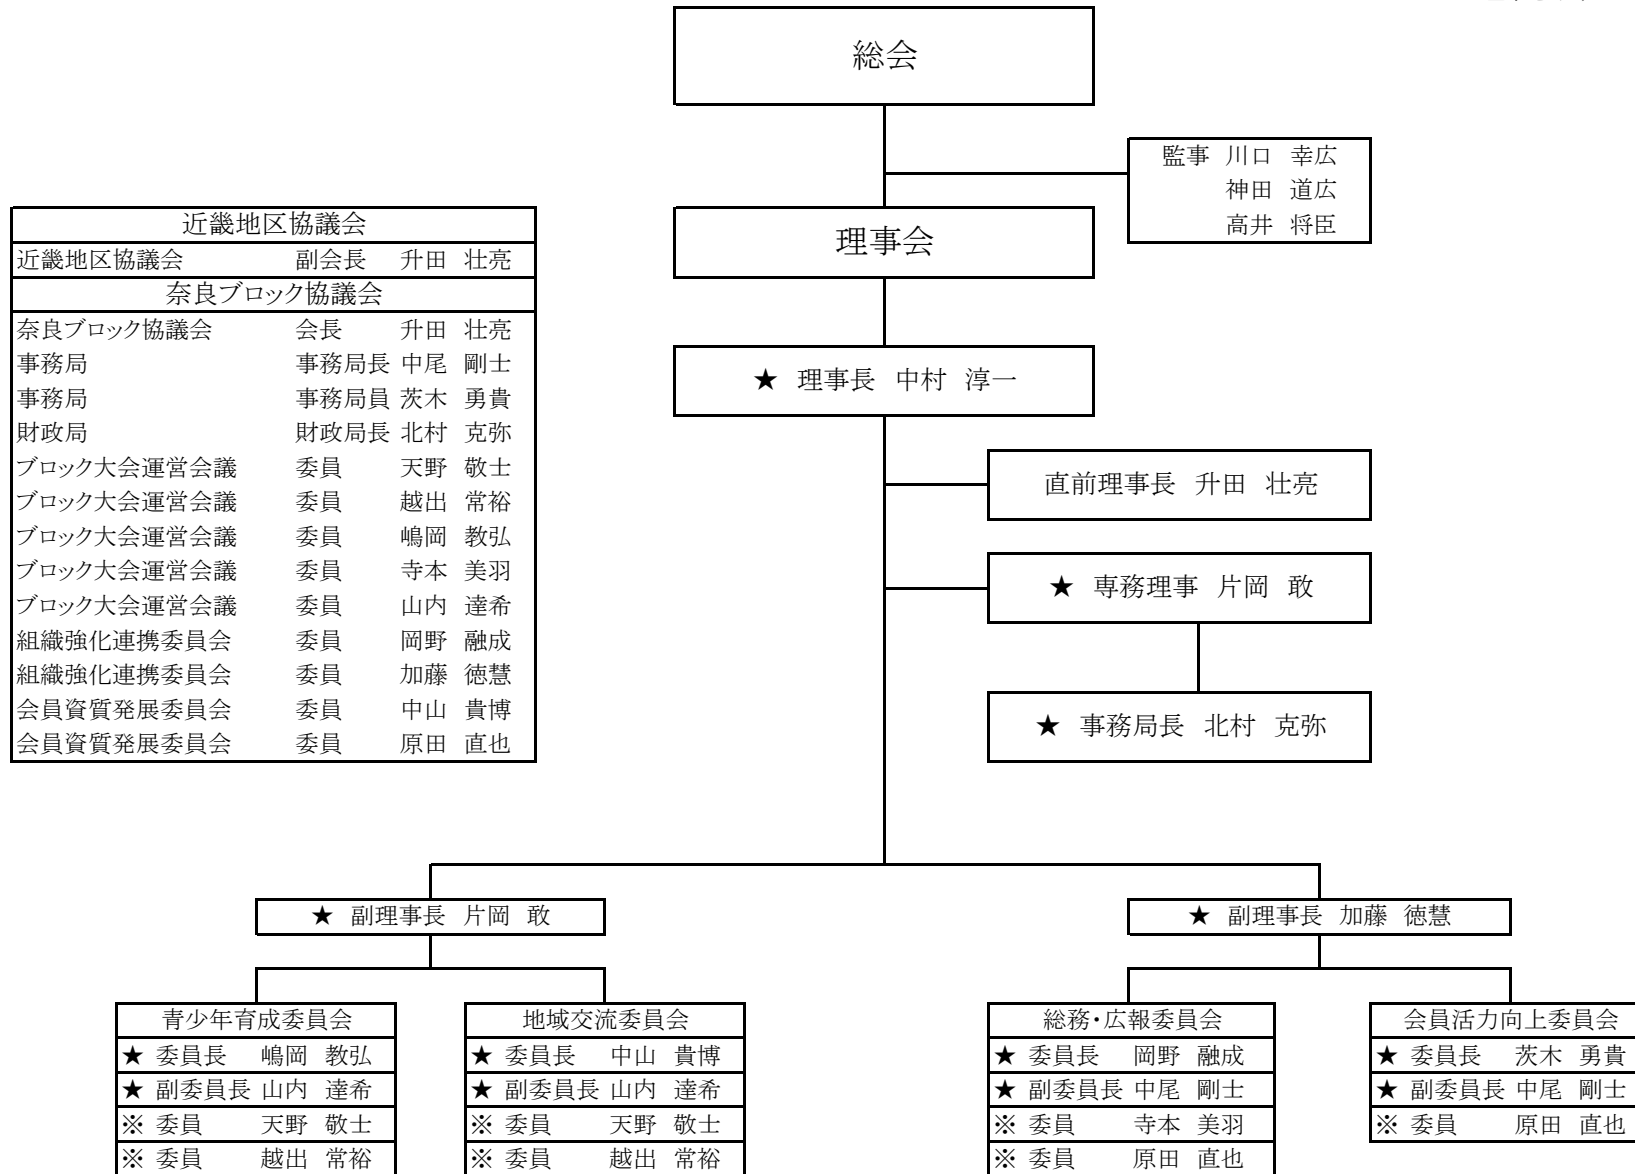 総会
監事 川口 幸広
神田 道広
高井 将臣
理事会
近畿地区協議会
近畿地区協議会 副会長 升田 壮亮
奈良ブロック協議会
奈良ブロック協議会 会長 升田 壮亮
事務局 事務局長 中尾 剛士
事務局 事務局員 茨木 勇貴
財政局 財政局長 北村 克弥
ブロック大会運営会議 委員 天野 敬士
ブロック大会運営会議 委員 越出 常裕
ブロック大会運営会議 委員 嶋岡 教弘
ブロック大会運営会議 委員 寺本 美羽
ブロック大会運営会議 委員 山内 達希
組織強化連携委員会 委員 岡野 融成
組織強化連携委員会 委員 加藤 徳慧
会員資質発展委員会 委員 中山 貴博
会員資質発展委員会 委員 原田 直也
★ 理事長 中村 淳一
直前理事長 升田 壮亮
★ 専務理事 片岡 敢
★ 事務局長 北村 克弥
★ 副理事長 片岡 敢
★ 副理事長 加藤 徳慧
青少年育成委員会
★ 委員長 嶋岡 教弘
★ 副委員長 山内 達希
※ 委員 天野 敬士
※ 委員 越出 常裕
地域交流委員会
★ 委員長 中山 貴博
★ 副委員長 山内 達希
※ 委員 天野 敬士
※ 委員 越出 常裕
総務・広報委員会
★ 委員長 岡野 融成
★ 副委員長 中尾 剛士
※ 委員 寺本 美羽
※ 委員 原田 直也
会員活力向上委員会
★ 委員長 茨木 勇貴
★ 副委員長 中尾 剛士
※ 委員 原田 直也